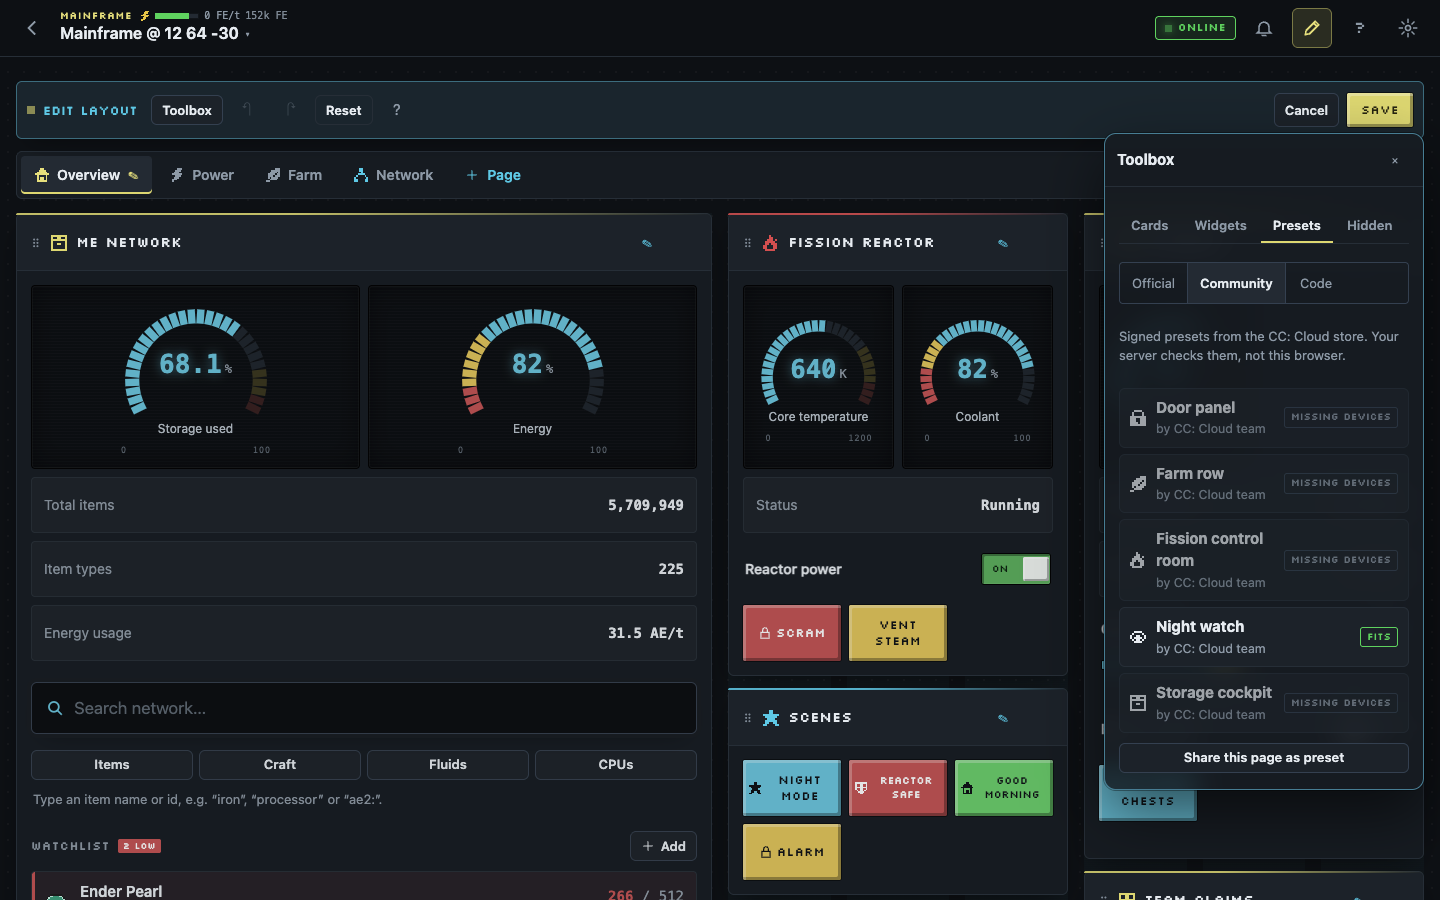 MAINFRAME 0 FE/t 152k FE
Mainframe @ 12 64 -30
ONLINE
?
EDIT LAYOUT
Toolbox
Reset
?
Cancel
SAVE
Overview
Power
Farm
Network
+ Page
ME NETWORK
68.1%
Storage used
0 100
82%
Energy
0 100
Total items 5,709,949
Item types 225
Energy usage 31.5 AE/t
Search network...
Items
Craft
Fluids
CPUs
Type an item name or id, e.g. “iron”, “processor” or “ae2:”.
WATCHLIST 2 LOW
+ Add
Ender Pearl
266 / 512
FISSION REACTOR
640 K
Core temperature
0 1200
82%
Coolant
0 100
Status Running
Reactor power ON
SCRAM
VENT
STEAM
SCENES
NIGHT
MODE
REACTOR
SAFE
GOOD
MORNING
ALARM
Toolbox
×
Cards
Widgets
Presets
Hidden
Official
Community
Code
Signed presets from the CC: Cloud store. Your
server checks them, not this browser.
Door panel
by CC: Cloud team
MISSING DEVICES
Farm row
by CC: Cloud team
MISSING DEVICES
Fission control
room
by CC: Cloud team
MISSING DEVICES
Night watch
by CC: Cloud team
FITS
Storage cockpit
by CC: Cloud team
MISSING DEVICES
Share this page as preset
CHESTS
TEAM CLAIMS